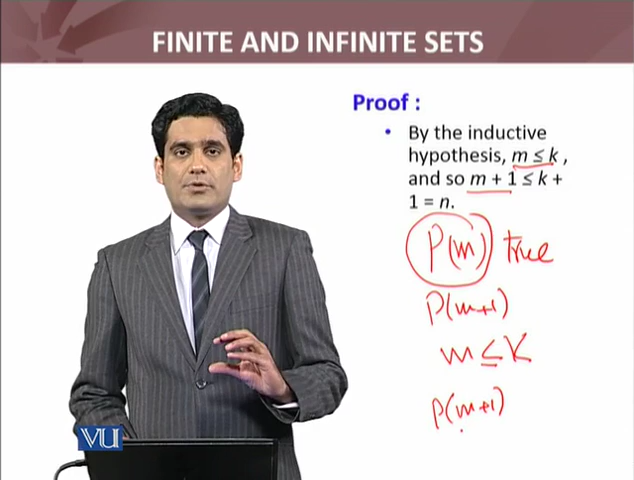 FINITE AND INFINITE SETS
Proof :
• By the inductive
hypothesis, m ≤ k ,
and so m + 1 ≤ k +
1 = n.
P(m) true
P(m+1)
m ≤ K
P(m+1)
VU